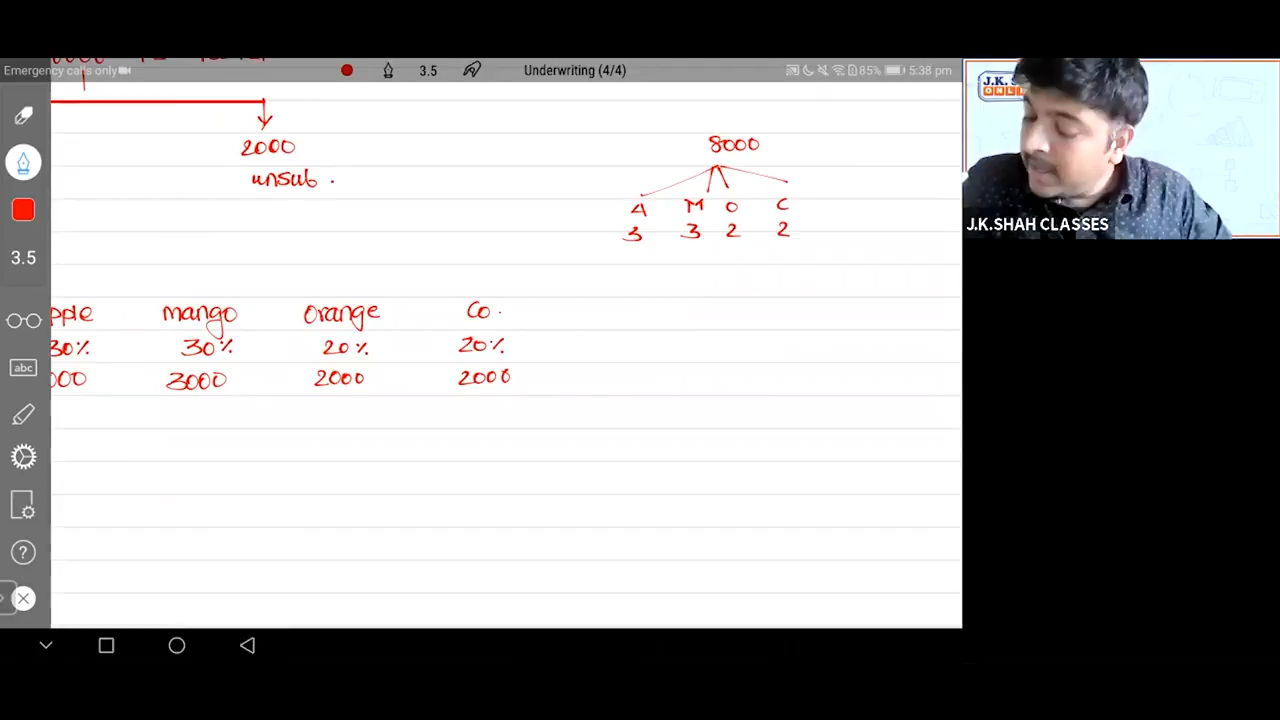 Emergency calls only
3.5
Underwriting (4/4)
85%
5:38 pm
J.K. S
ONLI
2000
unsub.
8000
A M O C
3 3 2 2
3.5
abc
J.K.SHAH CLASSES
pple mango orange Co.
30% 30% 20% 20%
000 3000 2000 2000